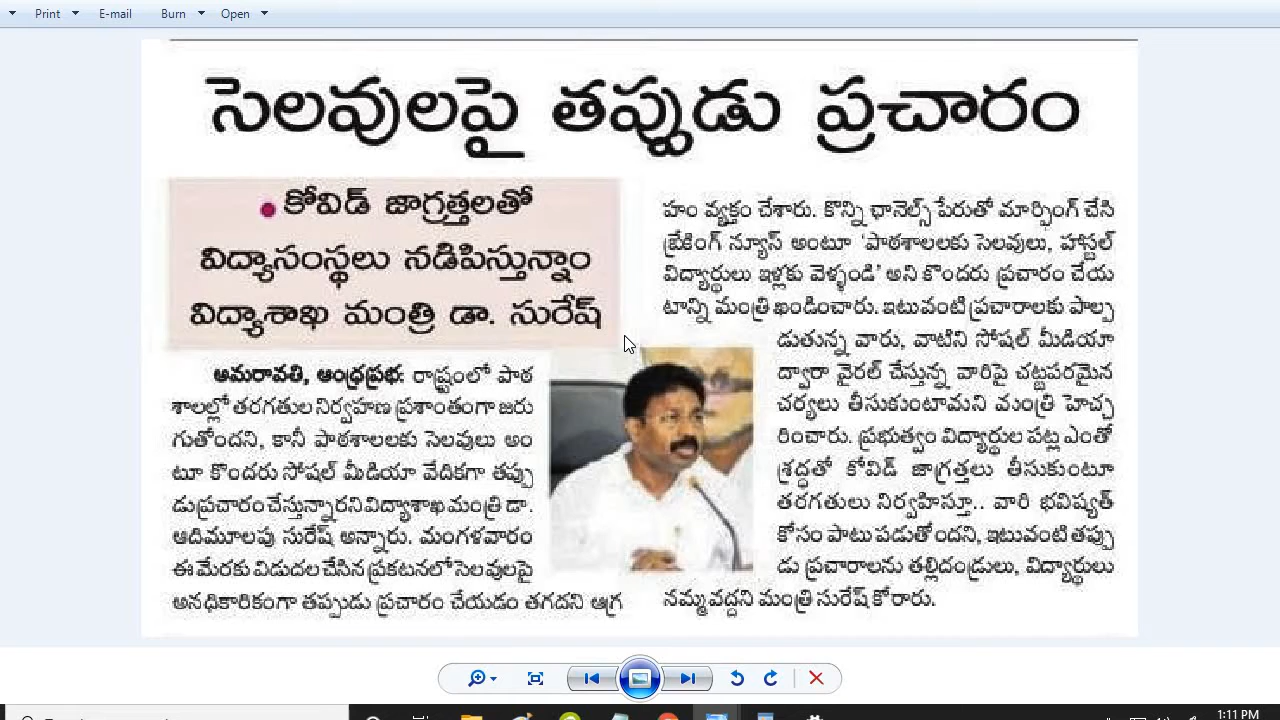 Print
E-mail
Burn
Open
సెలవులపై తప్పుడు ప్రచారం
• కోవిడ్ జాగ్రత్తలతో
విద్యాసంస్థలు నడిపిస్తున్నాం
విద్యాశాఖ మంత్రి డా. సురేష్
అమరావతి, ఆంధ్రప్రభ: రాష్ట్రంలో పాఠ
శాలల్లో తరగతుల నిర్వహణ ప్రశాంతంగా జరు
గుతోందని, కానీ పాఠశాలలకు సెలవులు అం
టూ కొందరు సోషల్ మీడియా వేదికగా తప్పు
డు ప్రచారం చేస్తున్నారని విద్యాశాఖ మంత్రి డా.
ఆదిమూలపు సురేష్ అన్నారు. మంగళవారం
ఈ మేరకు విడుదల చేసిన ప్రకటనలో సెలవులపై
అనధికారికంగా తప్పుడు ప్రచారం చేయడం తగదని ఆగ్ర
హం వ్యక్తం చేశారు. కొన్ని ఛానెల్స్ పేరుతో మార్ఫింగ్ చేసి
బ్రేకింగ్ న్యూస్ అంటూ ‘పాఠశాలలకు సెలవులు, హాస్టల్
విద్యార్థులు ఇళ్లకు వెళ్ళండి’ అని కొందరు ప్రచారం చేయ
టాన్ని మంత్రి ఖండించారు. ఇటువంటి ప్రచారాలకు పాల్ప
డుతున్న వారు, వాటిని సోషల్ మీడియా
ద్వారా వైరల్ చేస్తున్న వారిపై చట్టపరమైన
చర్యలు తీసుకుంటామని మంత్రి హెచ్చ
రించారు. ప్రభుత్వం విద్యార్థుల పట్ల ఎంతో
శ్రద్ధతో కోవిడ్ జాగ్రత్తలు తీసుకుంటూ
తరగతులు నిర్వహిస్తూ.. వారి భవిష్యత్
కోసం పాటు పడుతోందని, ఇటువంటి తప్పు
డు ప్రచారాలను తల్లిదండ్రులు, విద్యార్థులు
నమ్మవద్దని మంత్రి సురేష్ కోరారు.
1:11 PM